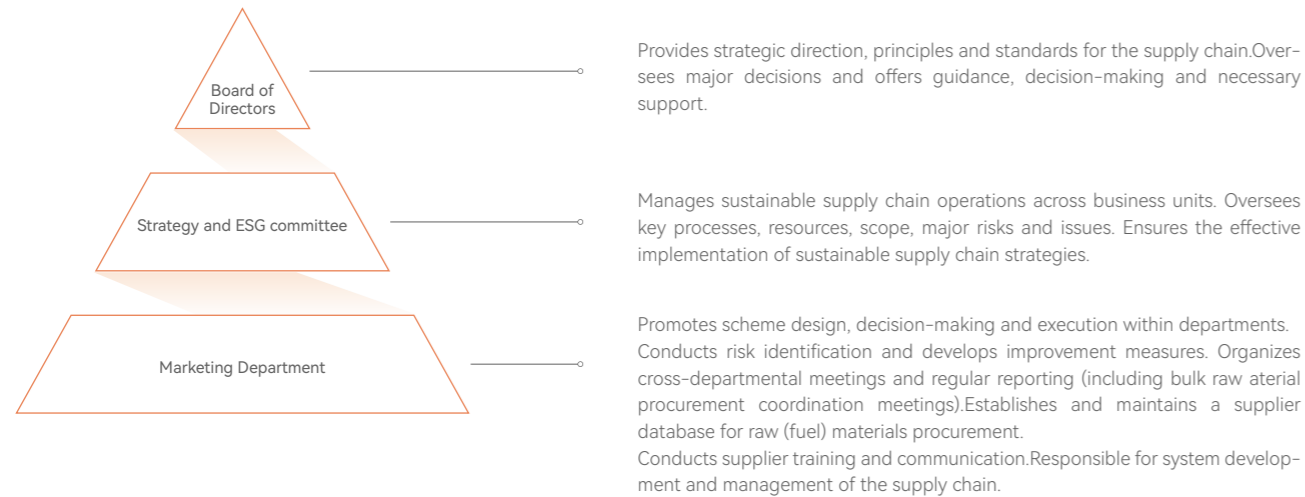 Board of
Directors
Provides strategic direction, principles and standards for the supply chain.Over-
sees major decisions and offers guidance, decision-making and necessary
support.
Strategy and ESG committee
Manages sustainable supply chain operations across business units. Oversees
key processes, resources, scope, major risks and issues. Ensures the effective
implementation of sustainable supply chain strategies.
Marketing Department
Promotes scheme design, decision-making and execution within departments.
Conducts risk identification and develops improvement measures. Organizes
cross-departmental meetings and regular reporting (including bulk raw aterial
procurement coordination meetings).Establishes and maintains a supplier
database for raw (fuel) materials procurement.
Conducts supplier training and communication.Responsible for system develop-
ment and management of the supply chain.